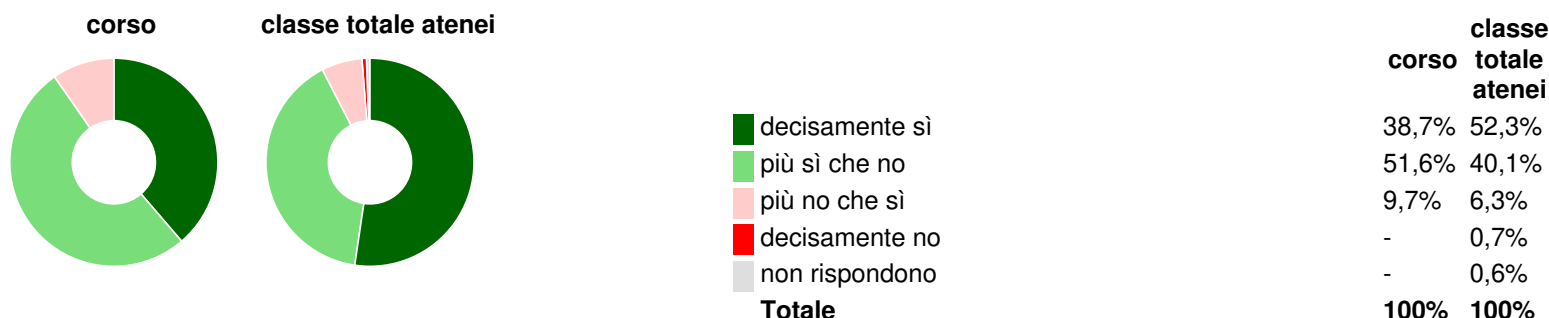 corso
classe totale atenei
corso classe totale atenei
decisamente sì 38,7% 52,3%
più sì che no 51,6% 40,1%
più no che sì 9,7% 6,3%
decisamente no - 0,7%
non rispondono - 0,6%
Totale 100% 100%